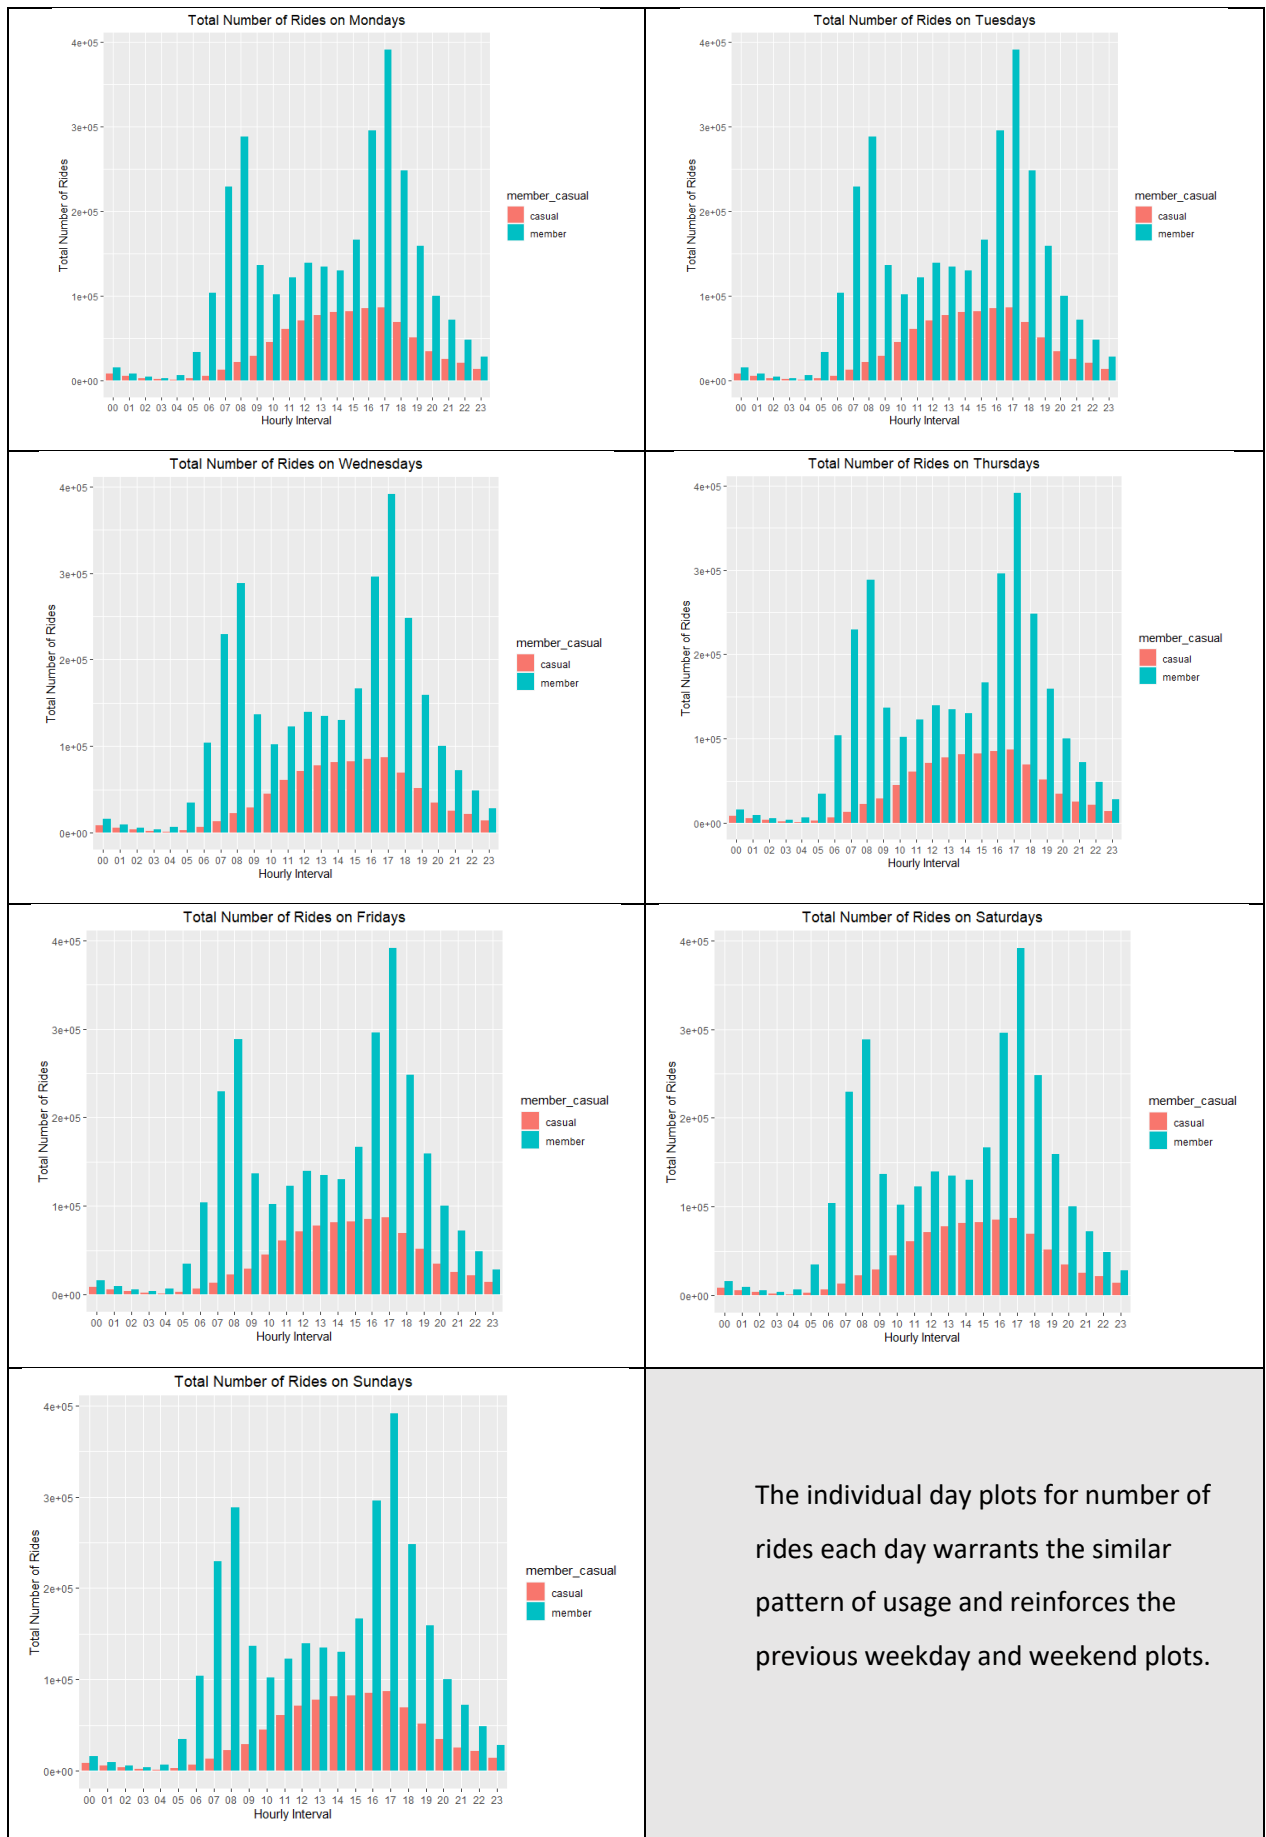 Total Number of Rides on Mondays
4e+05
3e+05
2e+05
1e+05
0e+00
Total Number of Rides
00 01 02 03 04 05 06 07 08 09 10 11 12 13 14 15 16 17 18 19 20 21 22 23
Hourly Interval
member_casual
casual
member
Total Number of Rides on Tuesdays
4e+05
3e+05
2e+05
1e+05
0e+00
Total Number of Rides
00 01 02 03 04 05 06 07 08 09 10 11 12 13 14 15 16 17 18 19 20 21 22 23
Hourly Interval
member_casual
casual
member
Total Number of Rides on Wednesdays
4e+05
3e+05
2e+05
1e+05
0e+00
Total Number of Rides
00 01 02 03 04 05 06 07 08 09 10 11 12 13 14 15 16 17 18 19 20 21 22 23
Hourly Interval
member_casual
casual
member
Total Number of Rides on Thursdays
4e+05
3e+05
2e+05
1e+05
0e+00
Total Number of Rides
00 01 02 03 04 05 06 07 08 09 10 11 12 13 14 15 16 17 18 19 20 21 22 23
Hourly Interval
member_casual
casual
member
Total Number of Rides on Fridays
4e+05
3e+05
2e+05
1e+05
0e+00
Total Number of Rides
00 01 02 03 04 05 06 07 08 09 10 11 12 13 14 15 16 17 18 19 20 21 22 23
Hourly Interval
member_casual
casual
member
Total Number of Rides on Saturdays
4e+05
3e+05
2e+05
1e+05
0e+00
Total Number of Rides
00 01 02 03 04 05 06 07 08 09 10 11 12 13 14 15 16 17 18 19 20 21 22 23
Hourly Interval
member_casual
casual
member
Total Number of Rides on Sundays
4e+05
3e+05
2e+05
1e+05
0e+00
Total Number of Rides
00 01 02 03 04 05 06 07 08 09 10 11 12 13 14 15 16 17 18 19 20 21 22 23
Hourly Interval
member_casual
casual
member
The individual day plots for number of
rides each day warrants the similar
pattern of usage and reinforces the
previous weekday and weekend plots.